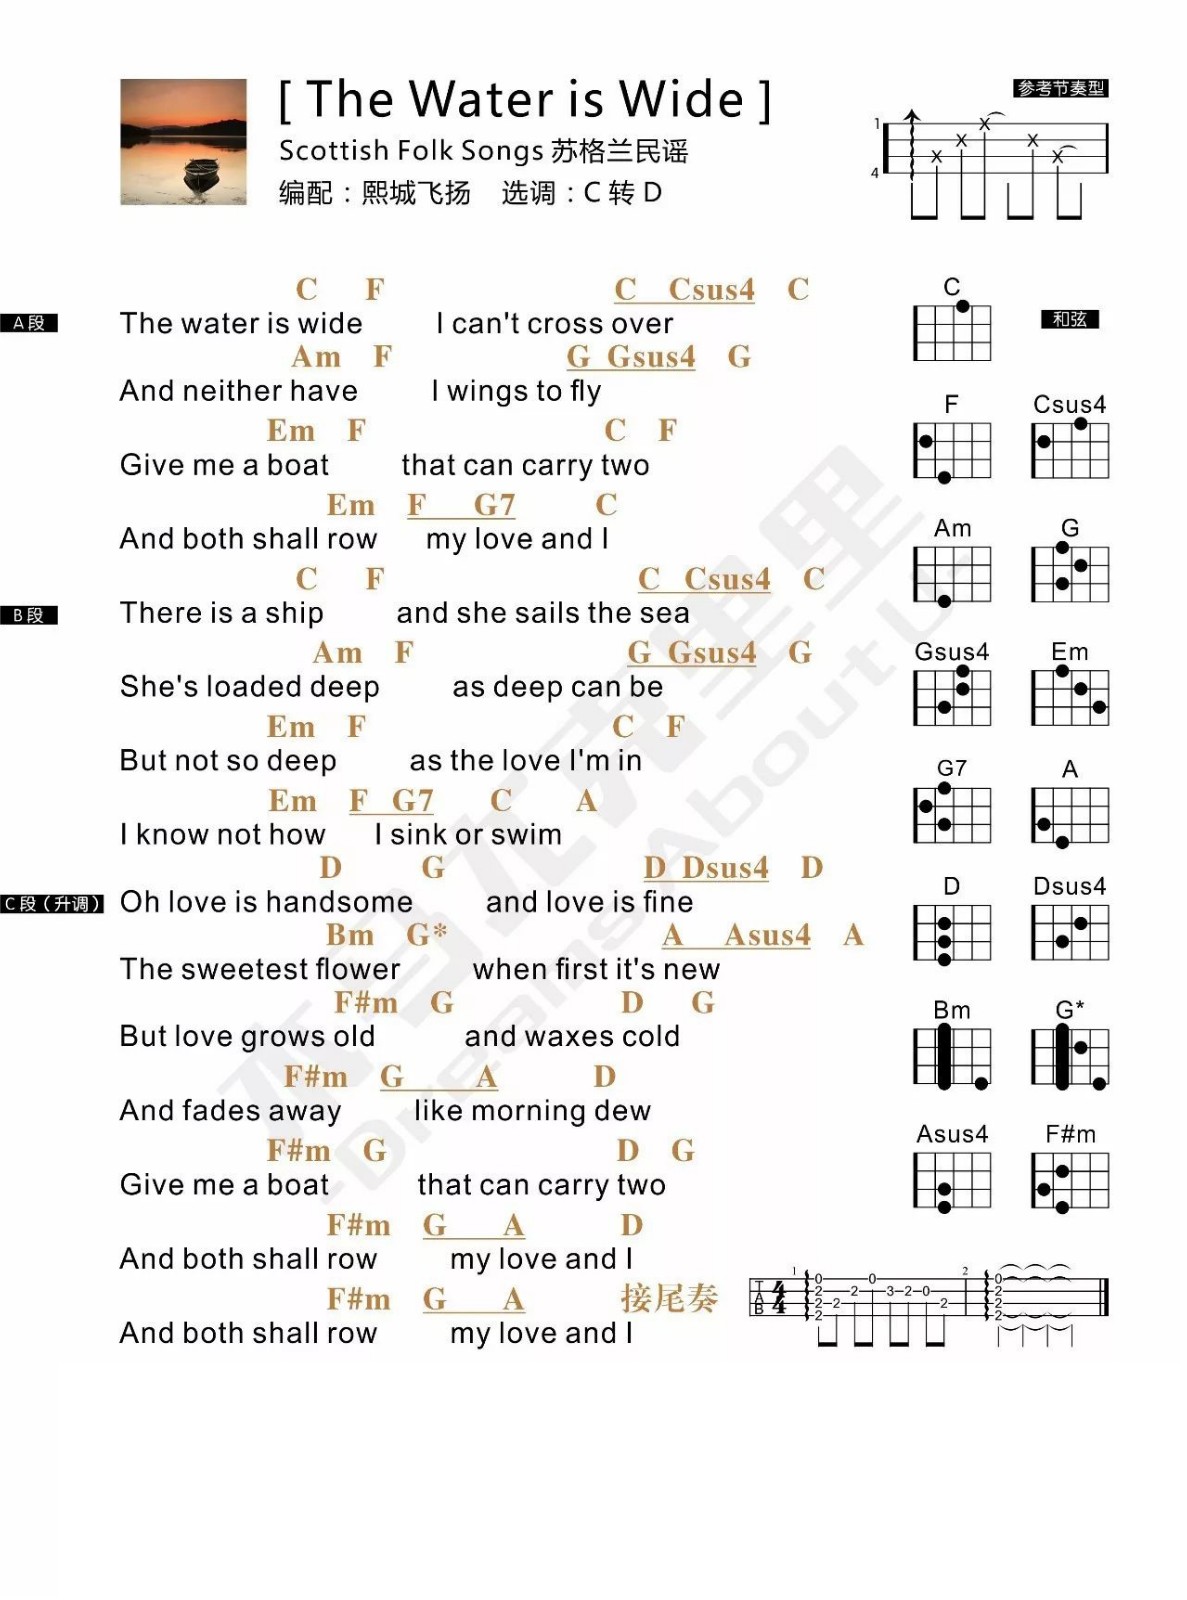 [ The Water is Wide ]
Scottish Folk Songs 苏格兰民谣
编配：熙城飞扬 选调：C 转 D
参考节奏型
1
4
C F C Csus4 C
A 段 The water is wide I can't cross over
Am F G Gsus4 G
And neither have I wings to fly
Em F C F
Give me a boat that can carry two
Em F G7 C
And both shall row my love and I
C F C Csus4 C
B 段 There is a ship and she sails the sea
Am F G Gsus4 G
She's loaded deep as deep can be
Em F C F
But not so deep as the love I'm in
Em F G7 C A
I know not how I sink or swim
D G D Dsus4 D
C 段（升调） Oh love is handsome and love is fine
Bm G* A Asus4 A
The sweetest flower when first it's new
F#m G D G
But love grows old and waxes cold
F#m G A D
And fades away like morning dew
F#m G D G
Give me a boat that can carry two
F#m G A D
And both shall row my love and I
F#m G A 接尾奏
And both shall row my love and I
和弦
C
F Csus4
Am G
Gsus4 Em
G7 A
D Dsus4
Bm G*
Asus4 F#m
1 2
T A B 4 4
0 2 2 2 2 2 0 3 2 0 2 0 2 2 2
木马克里里
-Dreams About U-